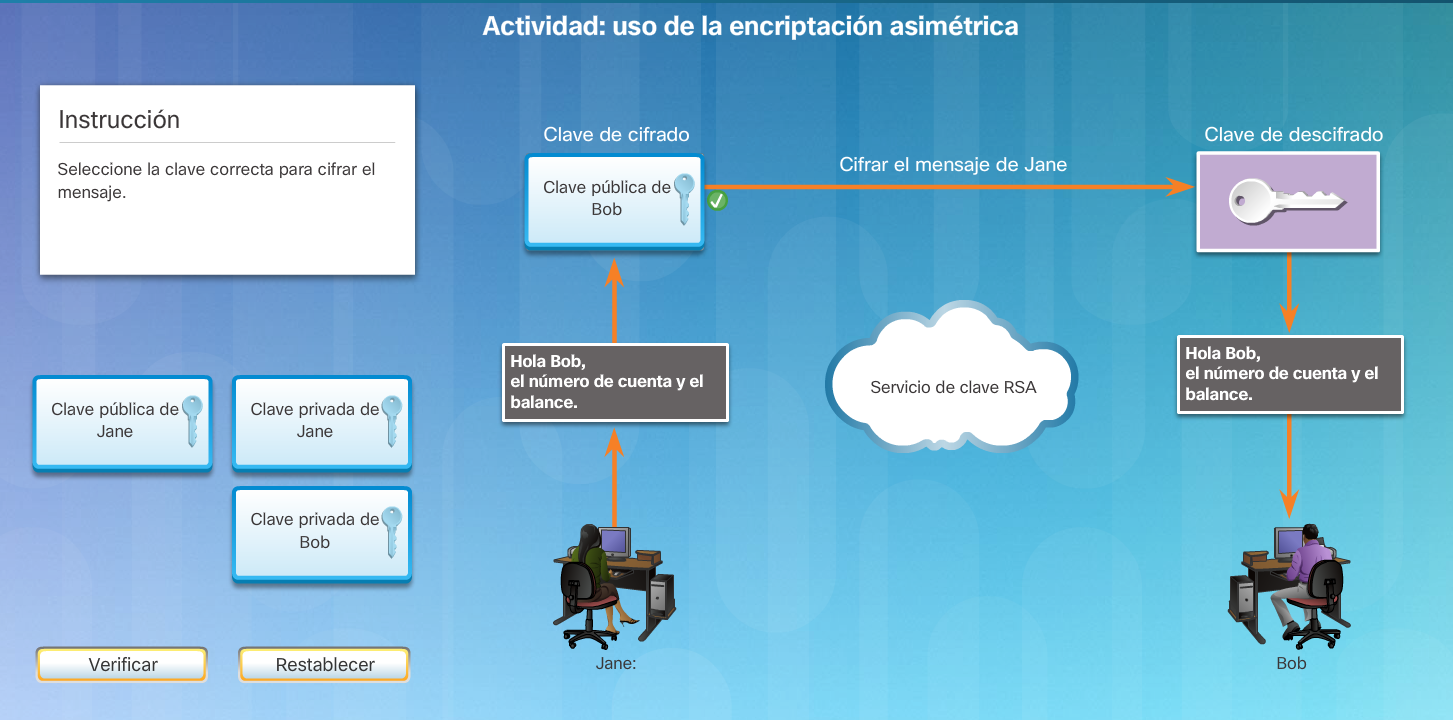 Actividad: uso de la encriptación asimétrica
Instrucción
Seleccione la clave correcta para cifrar el
mensaje.
Clave de cifrado
Clave pública de
Bob
Cifrar el mensaje de Jane
Clave de descifrado
Hola Bob,
el número de cuenta y el
balance.
Servicio de clave RSA
Hola Bob,
el número de cuenta y el
balance.
Clave pública de
Jane
Clave privada de
Jane
Clave privada de
Bob
Verificar
Restablecer
Jane:
Bob